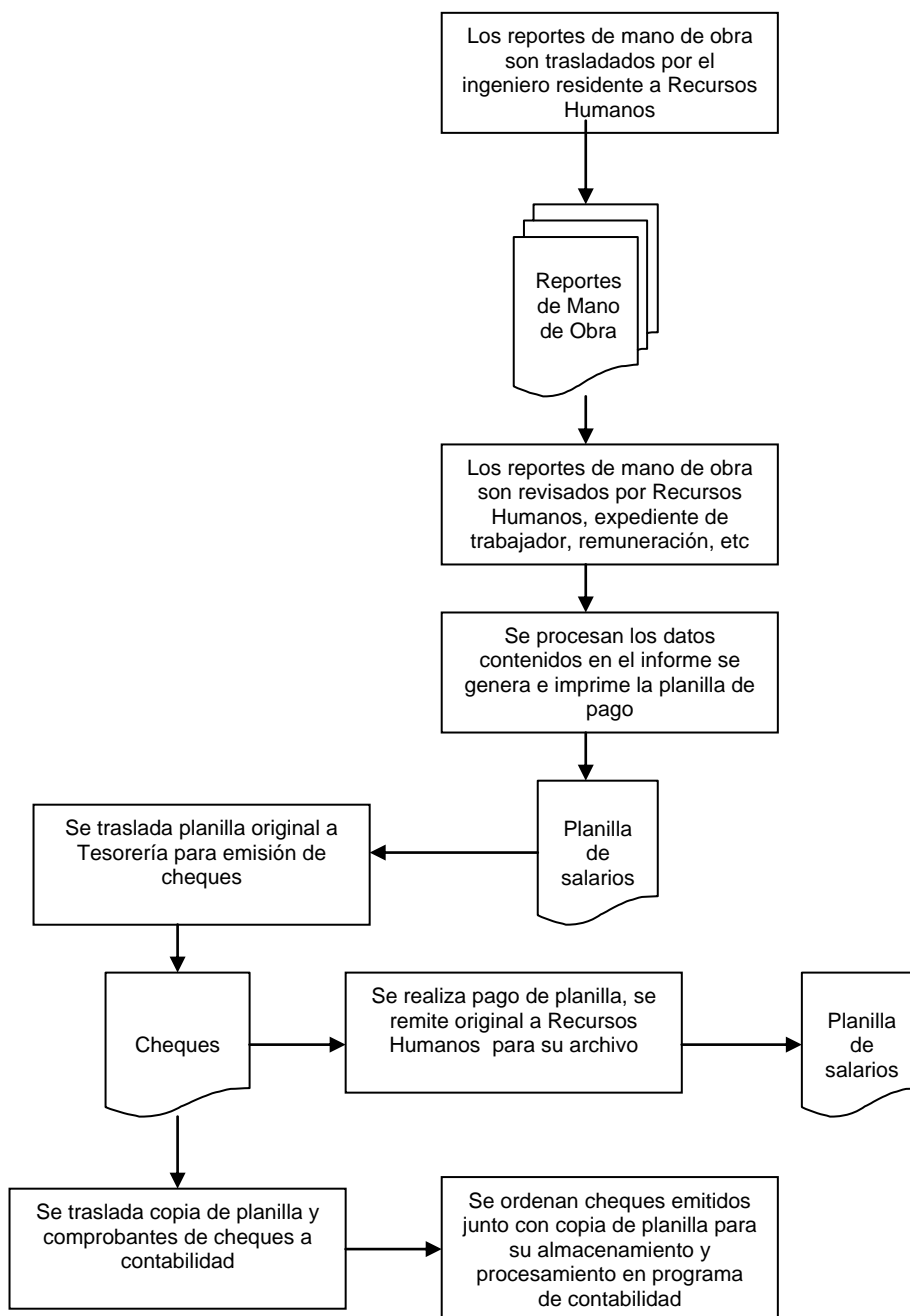 Los reportes de mano de obra
son trasladados por el
ingeniero residente a Recursos
Humanos
Reportes
de Mano
de Obra
Los reportes de mano de obra
son revisados por Recursos
Humanos, expediente de
trabajador, remuneración, etc
Se procesan los datos
contenidos en el informe se
genera e imprime la planilla de
pago
Planilla
de
salarios
Se traslada planilla original a
Tesorería para emisión de
cheques
Cheques
Se realiza pago de planilla, se
remite original a Recursos
Humanos para su archivo
Planilla
de
salarios
Se traslada copia de planilla y
comprobantes de cheques a
contabilidad
Se ordenan cheques emitidos
junto con copia de planilla para
su almacenamiento y
procesamiento en programa
de contabilidad